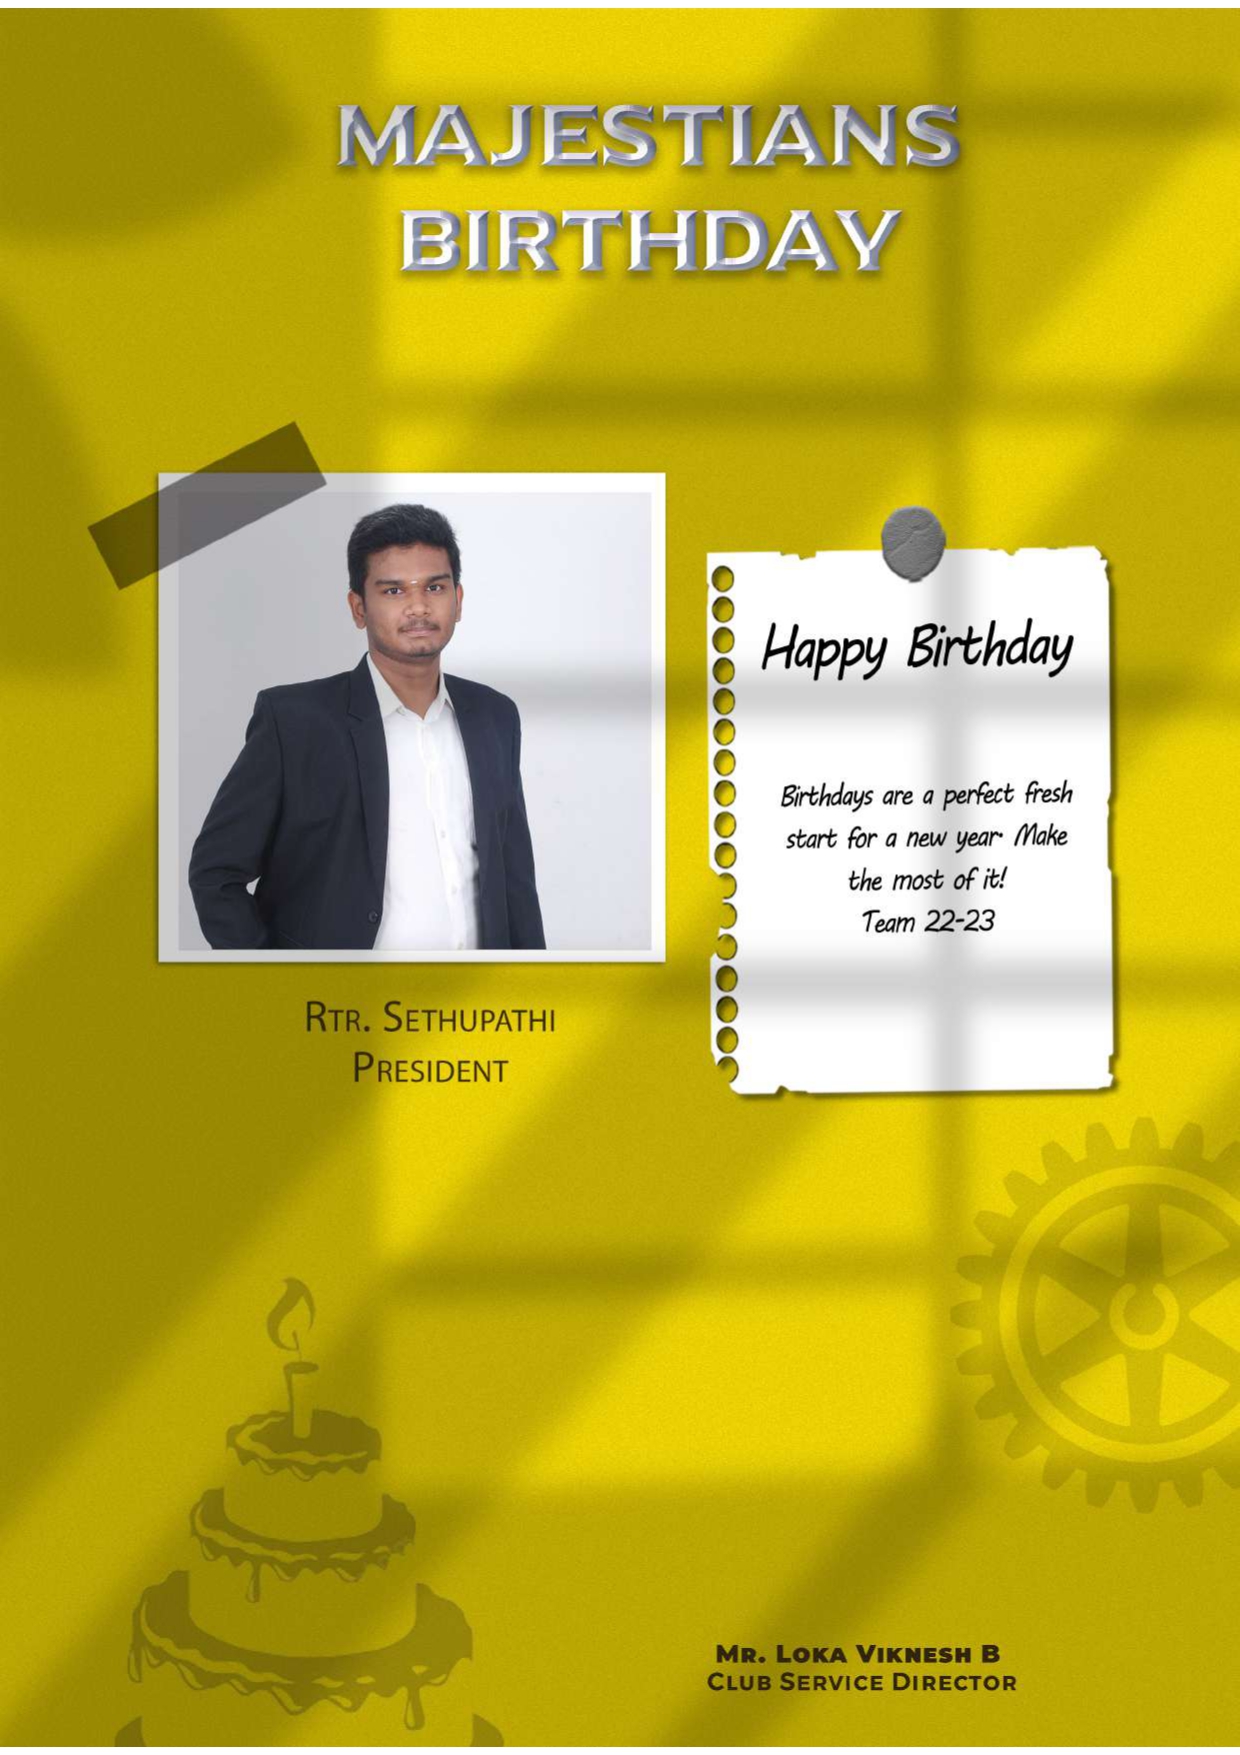 MAJESTIANS
BIRTHDAY
Happy Birthday
Birthdays are a perfect fresh
start for a new year. Make
the most of it!
Team 22-23
RTR. SETHUPATHI
PRESIDENT
MR. LOKA VIKNESH B
CLUB SERVICE DIRECTOR